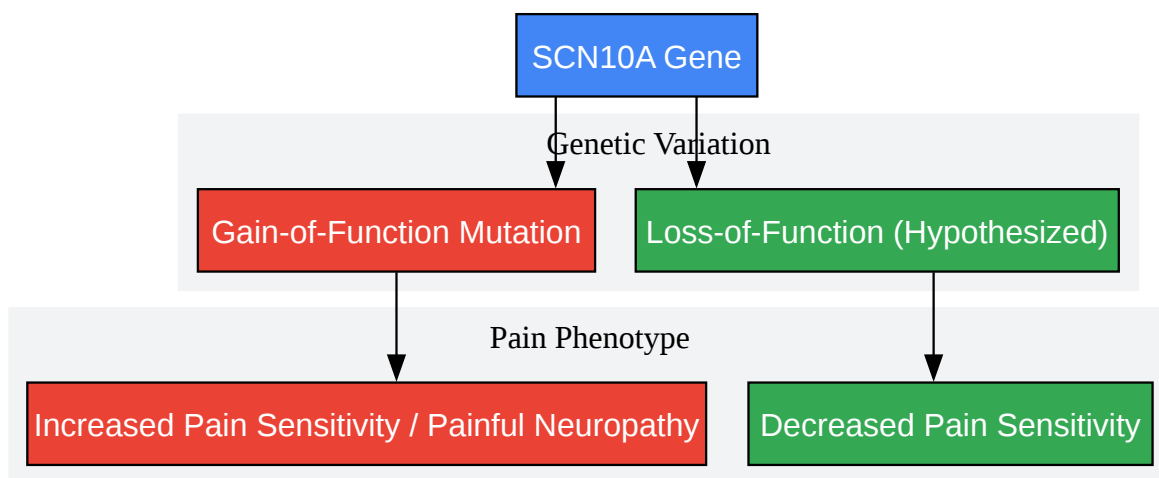 SCN10A Gene
Genetic Variation
Gain-of-Function Mutation
Loss-of-Function (Hypothesized)
Pain Phenotype
Increased Pain Sensitivity / Painful Neuropathy
Decreased Pain Sensitivity